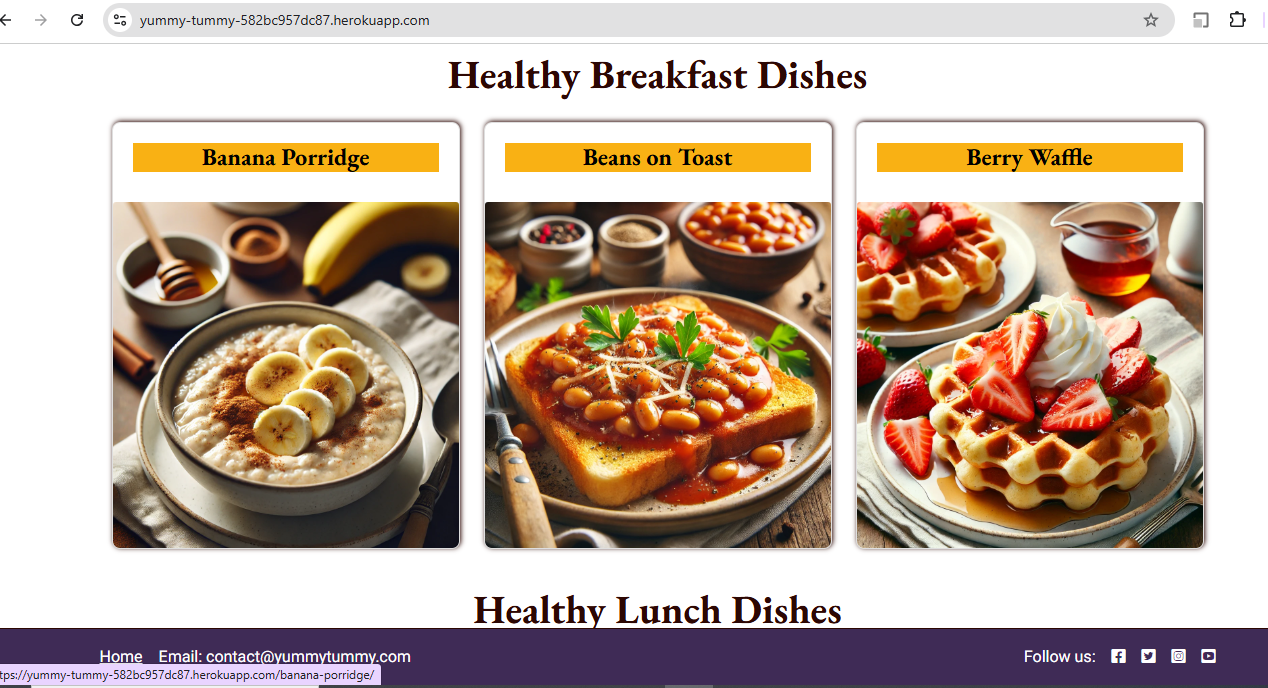 yummy-tummy-582bc957dc87.herokuapp.com
Healthy Breakfast Dishes
Banana Porridge
Beans on Toast
Berry Waffle
Healthy Lunch Dishes
Home Email: contact@yummytummy.com Follow us:
tps://yummy-tummy-582bc957dc87.herokuapp.com/banana-porridge/